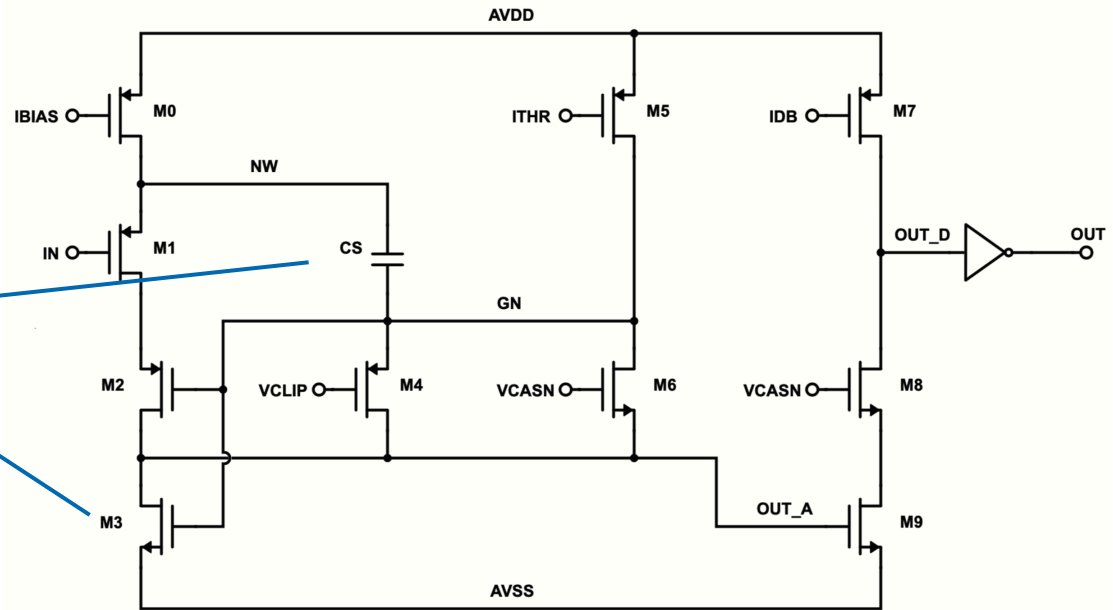 AVDD
IBIAS
M0
ITHR
M5
IDB
M7
NW
IN
M1
CS
OUT_D
OUT
GN
M2
VCLIP
M4
VCASN
M6
VCASN
M8
M3
OUT_A
M9
AVSS